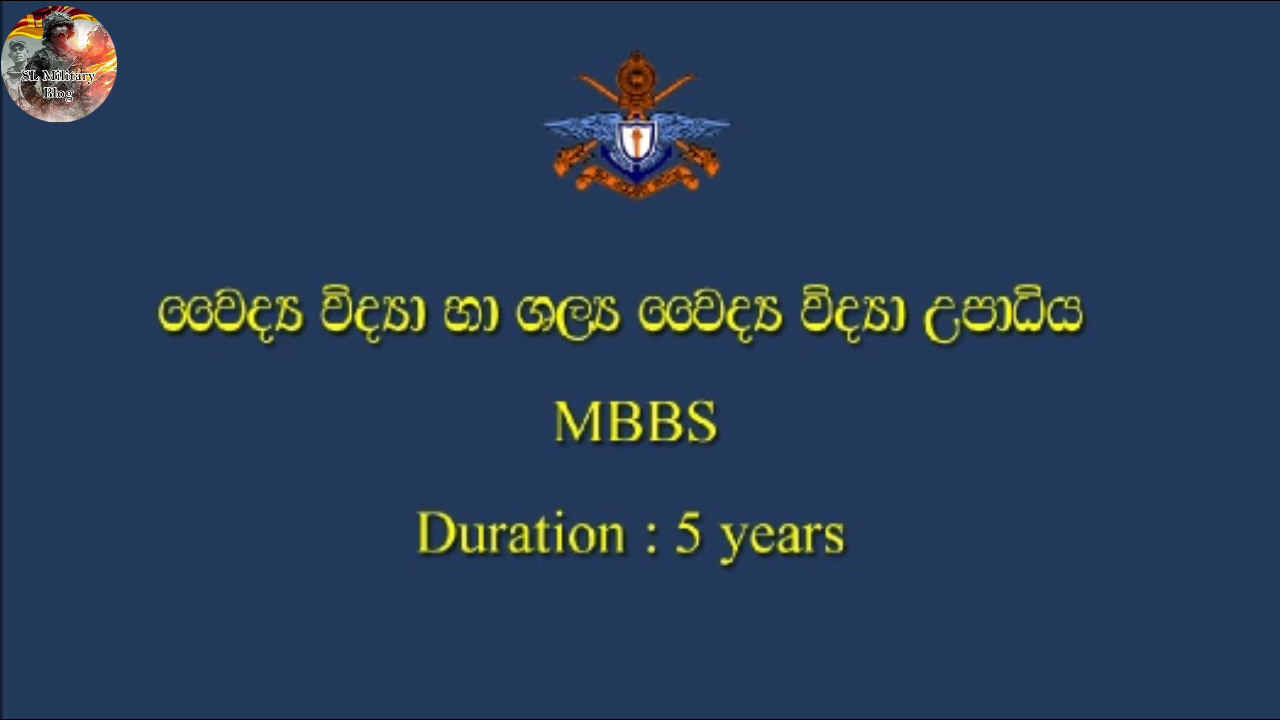 SL Military
Blog
වෛද්‍ය විද්‍යා හා ශල්‍ය වෛද්‍ය විද්‍යා උපාධිය
MBBS
Duration : 5 years